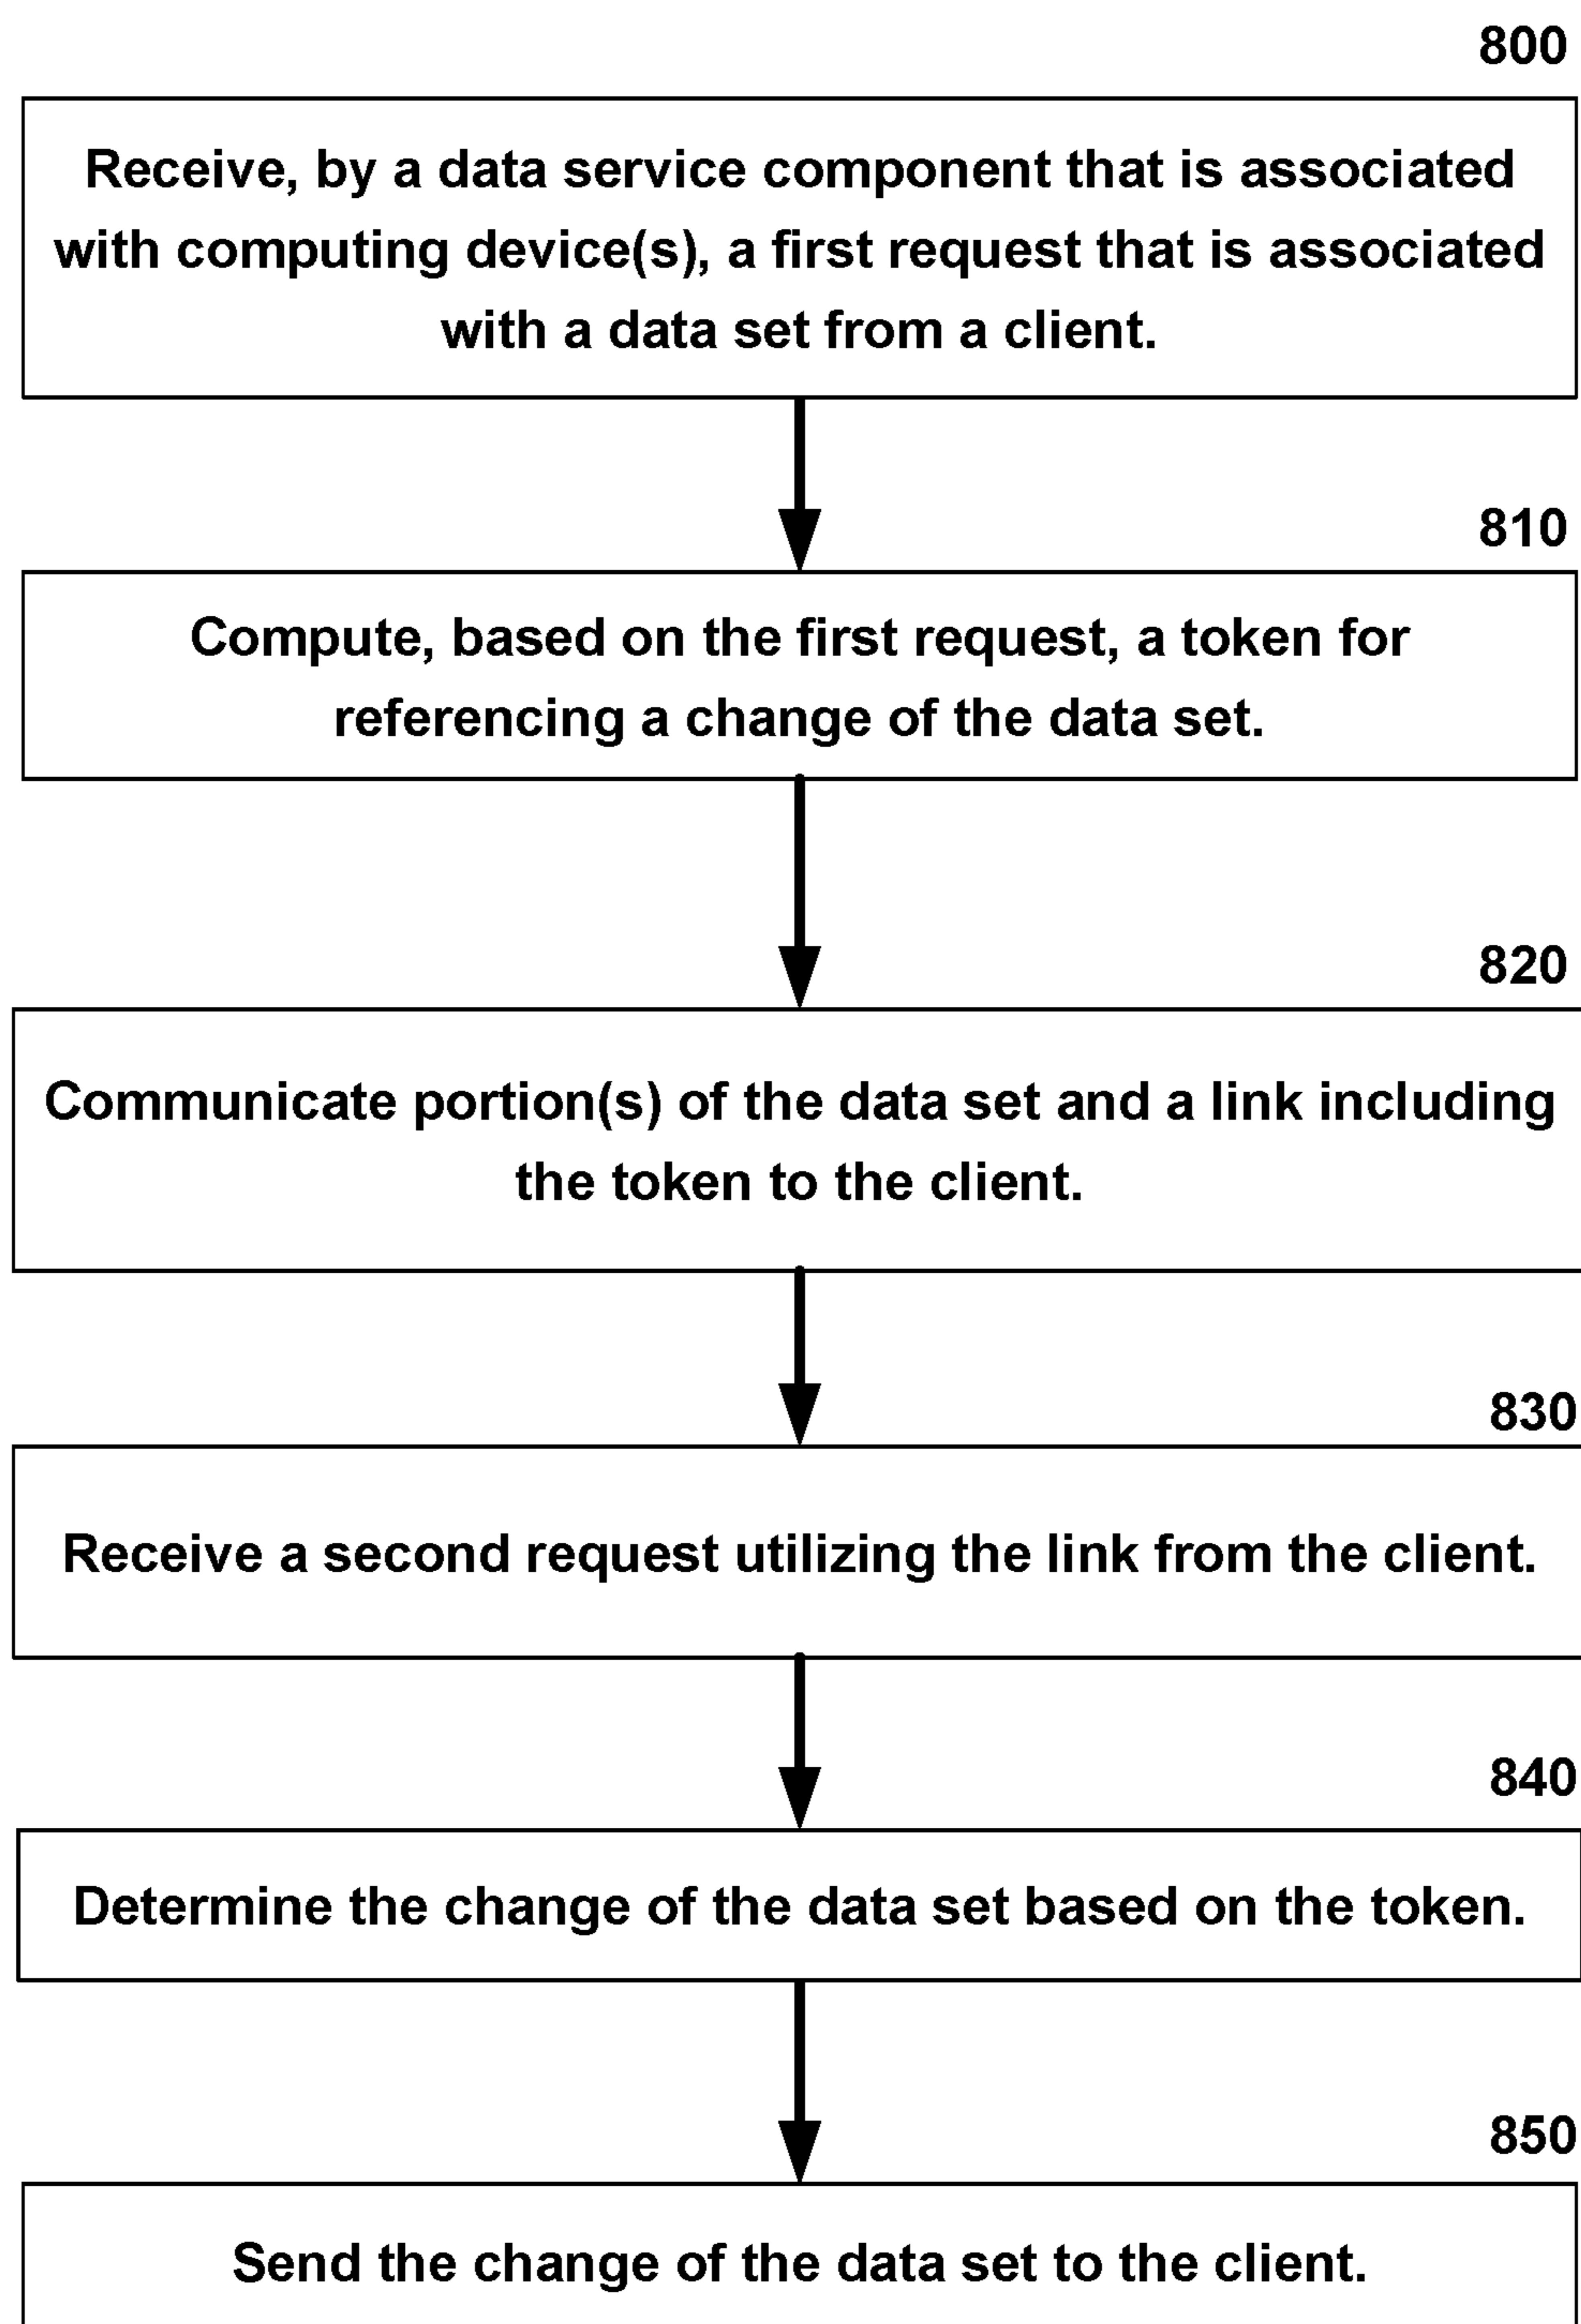 800
Receive, by a data service component that is associated
with computing device(s), a first request that is associated
with a data set from a client.
810
Compute, based on the first request, a token for
referencing a change of the data set.
820
Communicate portion(s) of the data set and a link including
the token to the client.
830
Receive a second request utilizing the link from the client.
840
Determine the change of the data set based on the token.
850
Send the change of the data set to the client.